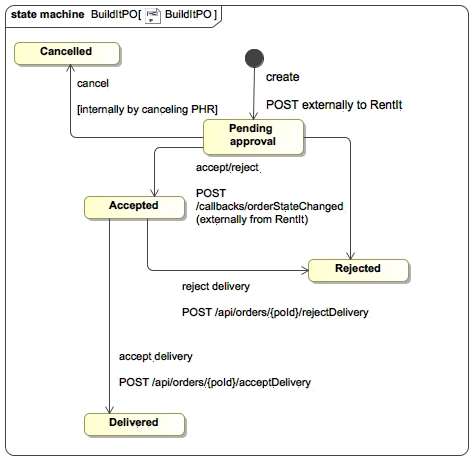 state machine BuildItPO[ BuildItPO ]
Cancelled
create
cancel
POST externally to RentIt
[internally by canceling PHR]
Pending
approval
accept/reject
POST
/callbacks/orderStateChanged
(externally from RentIt)
Accepted
Rejected
reject delivery
POST /api/orders/{poId}/rejectDelivery
accept delivery
POST /api/orders/{poId}/acceptDelivery
Delivered